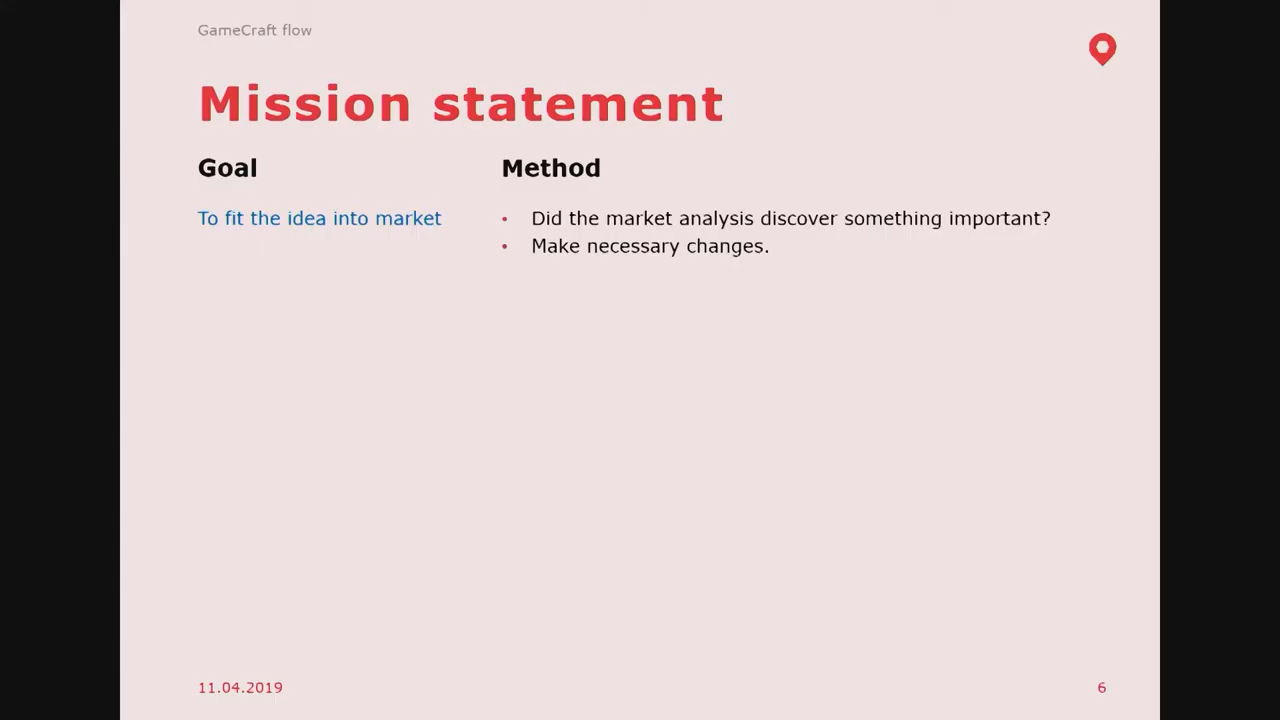 GameCraft flow
Mission statement
Goal
To fit the idea into market
Method
• Did the market analysis discover something important?
• Make necessary changes.
11.04.2019
6